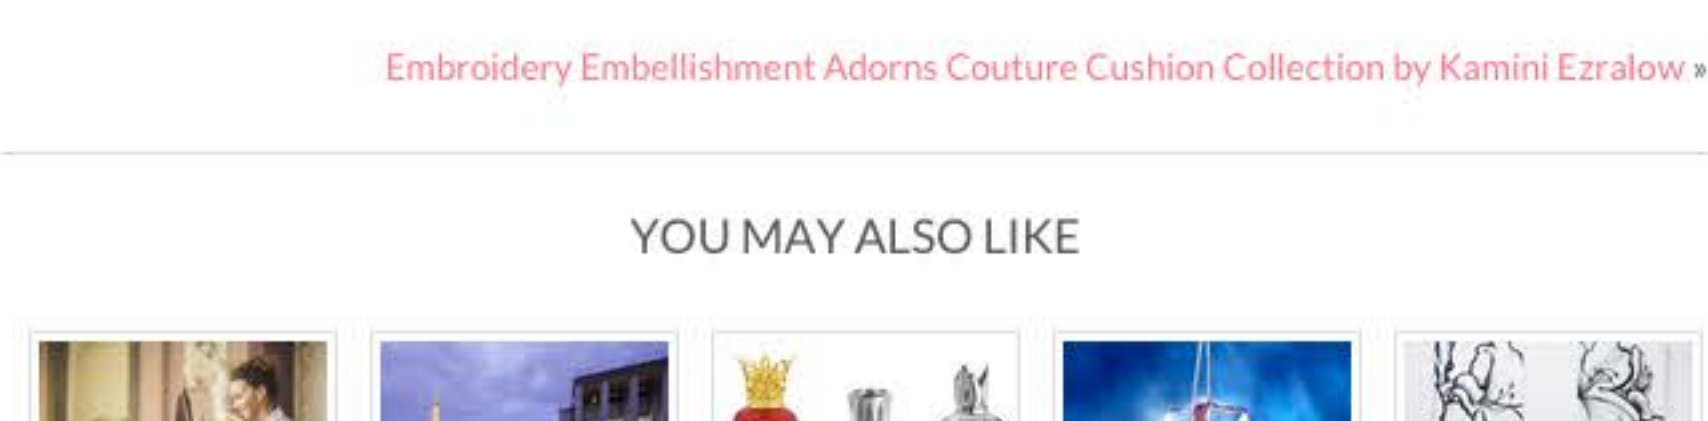 Embroidery Embellishment Adorns Couture Cushion Collection by Kamini Ezralow »
YOU MAY ALSO LIKE